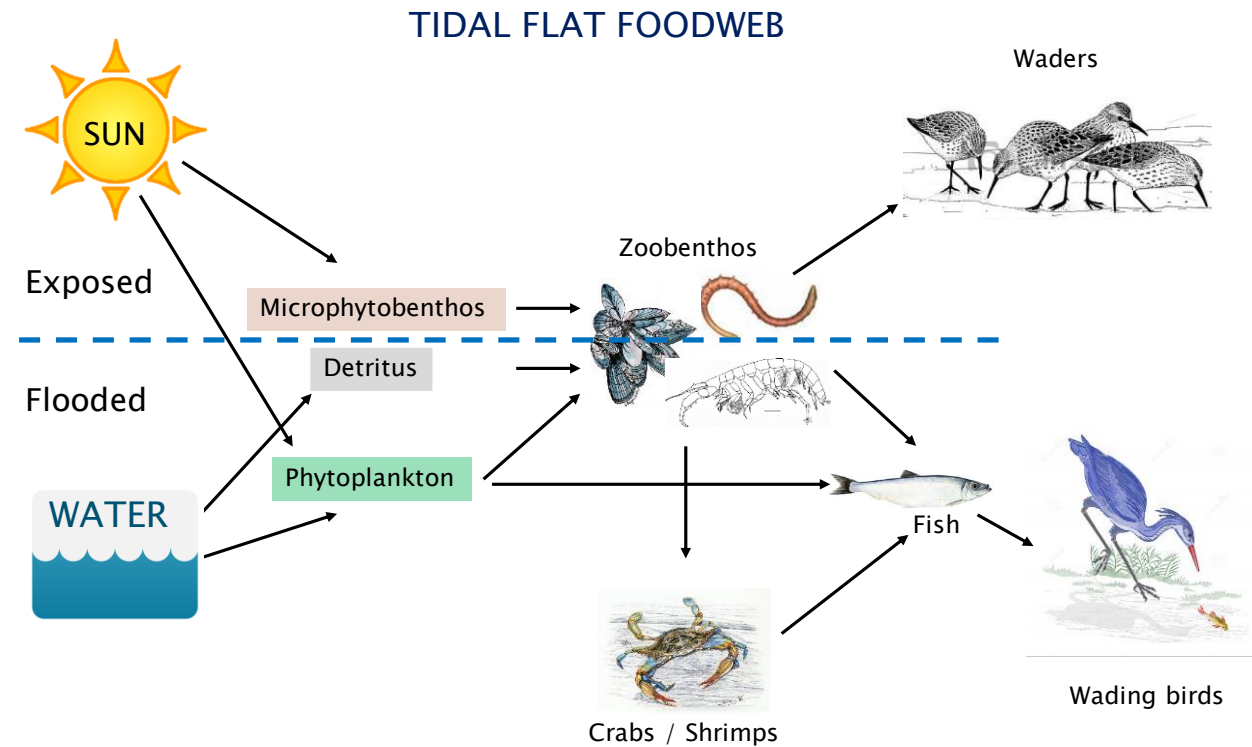 TIDAL FLAT FOODWEB
Waders
SUN
Zoobenthos
Exposed
Microphytobenthos
Detritus
Flooded
Phytoplankton
WATER
Fish
Wading birds
Crabs / Shrimps